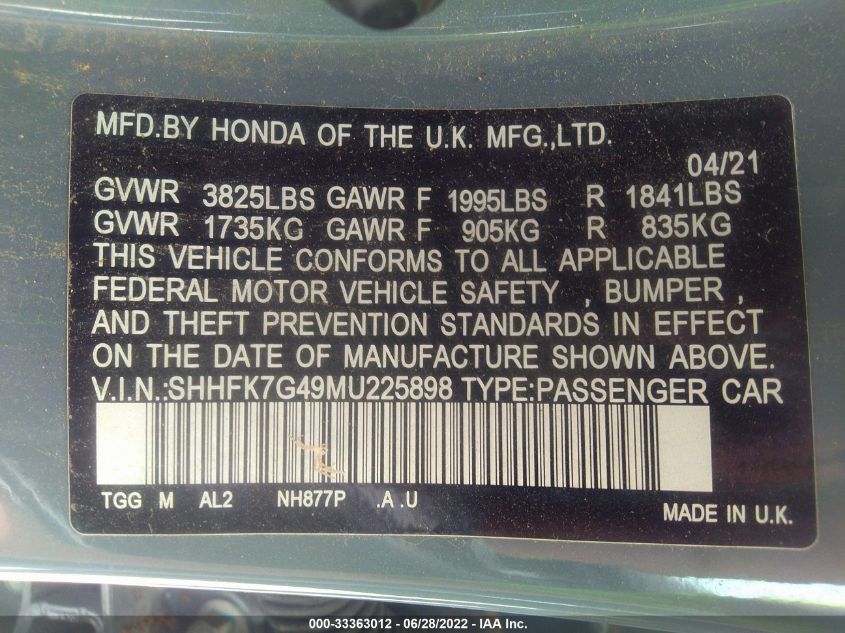 MFD.BY HONDA OF THE U.K. MFG.,LTD.
04/21
GVWR 3825LBS GAWR F 1995LBS R 1841LBS
GVWR 1735KG GAWR F 905KG R 835KG
THIS VEHICLE CONFORMS TO ALL APPLICABLE
FEDERAL MOTOR VEHICLE SAFETY , BUMPER ,
AND THEFT PREVENTION STANDARDS IN EFFECT
ON THE DATE OF MANUFACTURE SHOWN ABOVE.
V.I.N.:SHHFK7G49MU225898 TYPE:PASSENGER CAR
TGG M AL2 NH877P .A .U
MADE IN U.K.
000-33363012 - 06/28/2022 - IAA Inc.